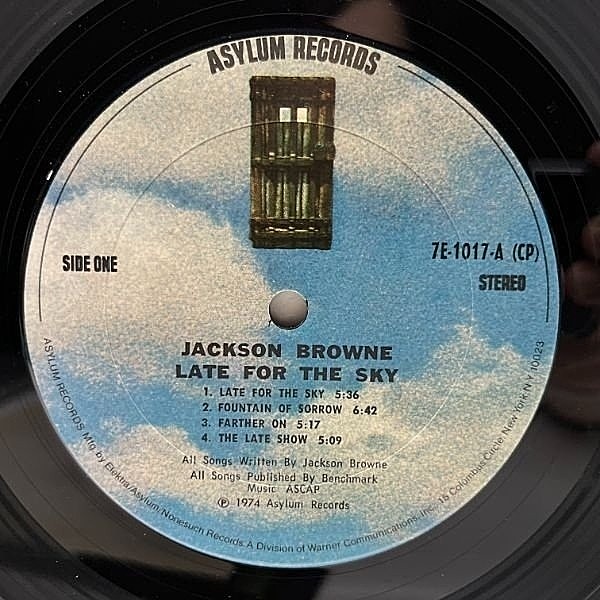 ASYLUM RECORDS
SIDE ONE
7E-1017-A (CP)
STEREO
JACKSON BROWNE
LATE FOR THE SKY
1. LATE FOR THE SKY 5:36
2. FOUNTAIN OF SORROW 6:42
3. FARTHER ON 5:17
4. THE LATE SHOW 5:09
All Songs Written By Jackson Browne
All Songs Published By Benchmark
Music ASCAP
℗ 1974 Asylum Records
ASYLUM RECORDS Mfg by Elektra/Asylum/Nonesuch Records A Division of Warner Communications, Inc. 15 Columbus Circle New York N.Y. 10023